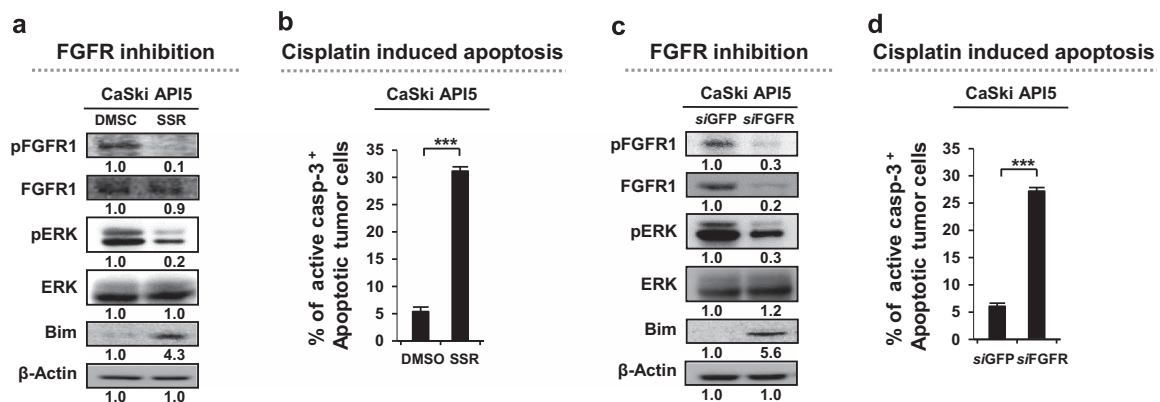 a
FGFR inhibition
CaSki API5
DMSC SSR
pFGFR1
1.0 0.1
FGFR1
1.0 0.9
pERK
1.0 0.2
ERK
1.0 1.0
Bim
1.0 4.3
β-Actin
1.0 1.0
b
Cisplatin induced apoptosis
CaSki API5
% of active casp-3+
Apoptotic tumor cells
35
30
25
20
15
10
5
0
***
DMSO SSR
c
FGFR inhibition
CaSki API5
siGFP siFGFR
pFGFR1
1.0 0.3
FGFR1
1.0 0.2
pERK
1.0 0.3
ERK
1.0 1.2
Bim
1.0 5.6
β-Actin
1.0 1.0
d
Cisplatin induced apoptosis
CaSki API5
% of active casp-3+
Apoptotic tumor cells
35
30
25
20
15
10
5
0
***
siGFP siFGFR